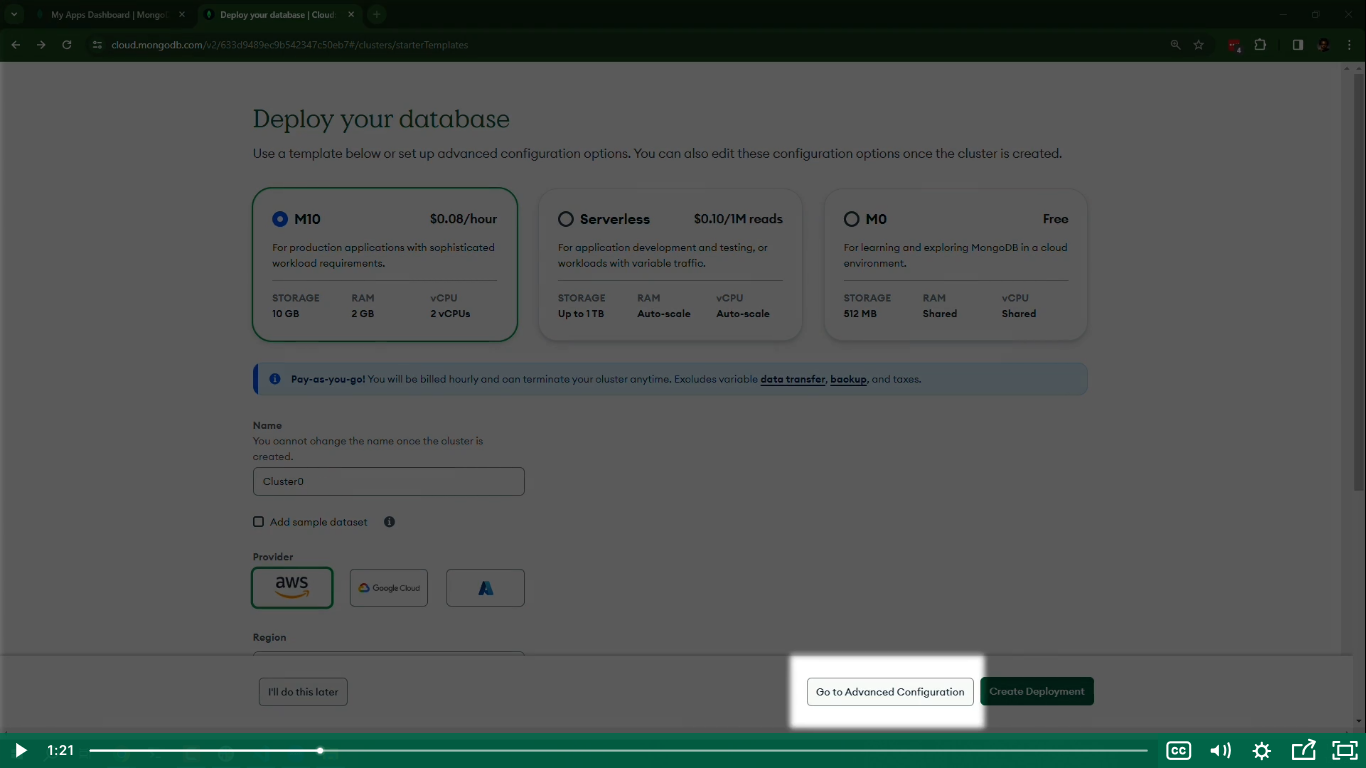 My Apps Dashboard | Mongo
Deploy your database | Cloud:
cloud.mongodb.com/v2/633d9489ec9b542347c50eb7#/clusters/starterTemplates
4
Deploy your database
Use a template below or set up advanced configuration options. You can also edit these configuration options once the cluster is created.
M10 $0.08/hour
For production applications with sophisticated
workload requirements.
STORAGE RAM vCPU
10 GB 2 GB 2 vCPUs
Serverless $0.10/1M reads
For application development and testing, or
workloads with variable traffic.
STORAGE RAM vCPU
Up to 1 TB Auto-scale Auto-scale
M0 Free
For learning and exploring MongoDB in a cloud
environment.
STORAGE RAM vCPU
512 MB Shared Shared
Pay-as-you-go! You will be billed hourly and can terminate your cluster anytime. Excludes variable data transfer, backup, and taxes.
Name
You cannot change the name once the cluster is
created.
Cluster0
Add sample dataset
Provider
aws Google Cloud
Region
I'll do this later Go to Advanced Configuration Create Deployment
1:21 CC